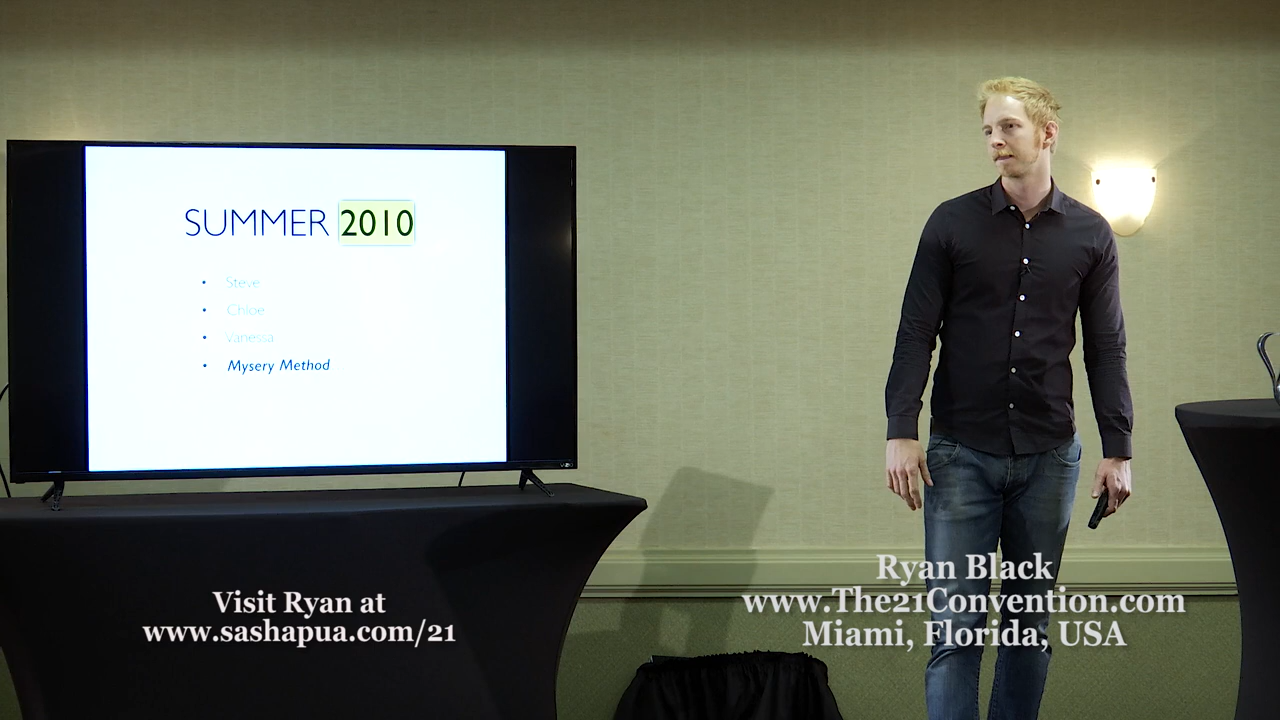 SUMMER 2010
• Steve
• Chloe
• Vanessa
• Mysery Method
Visit Ryan at
www.sashapua.com/21
Ryan Black
www.The21Convention.com
Miami, Florida, USA